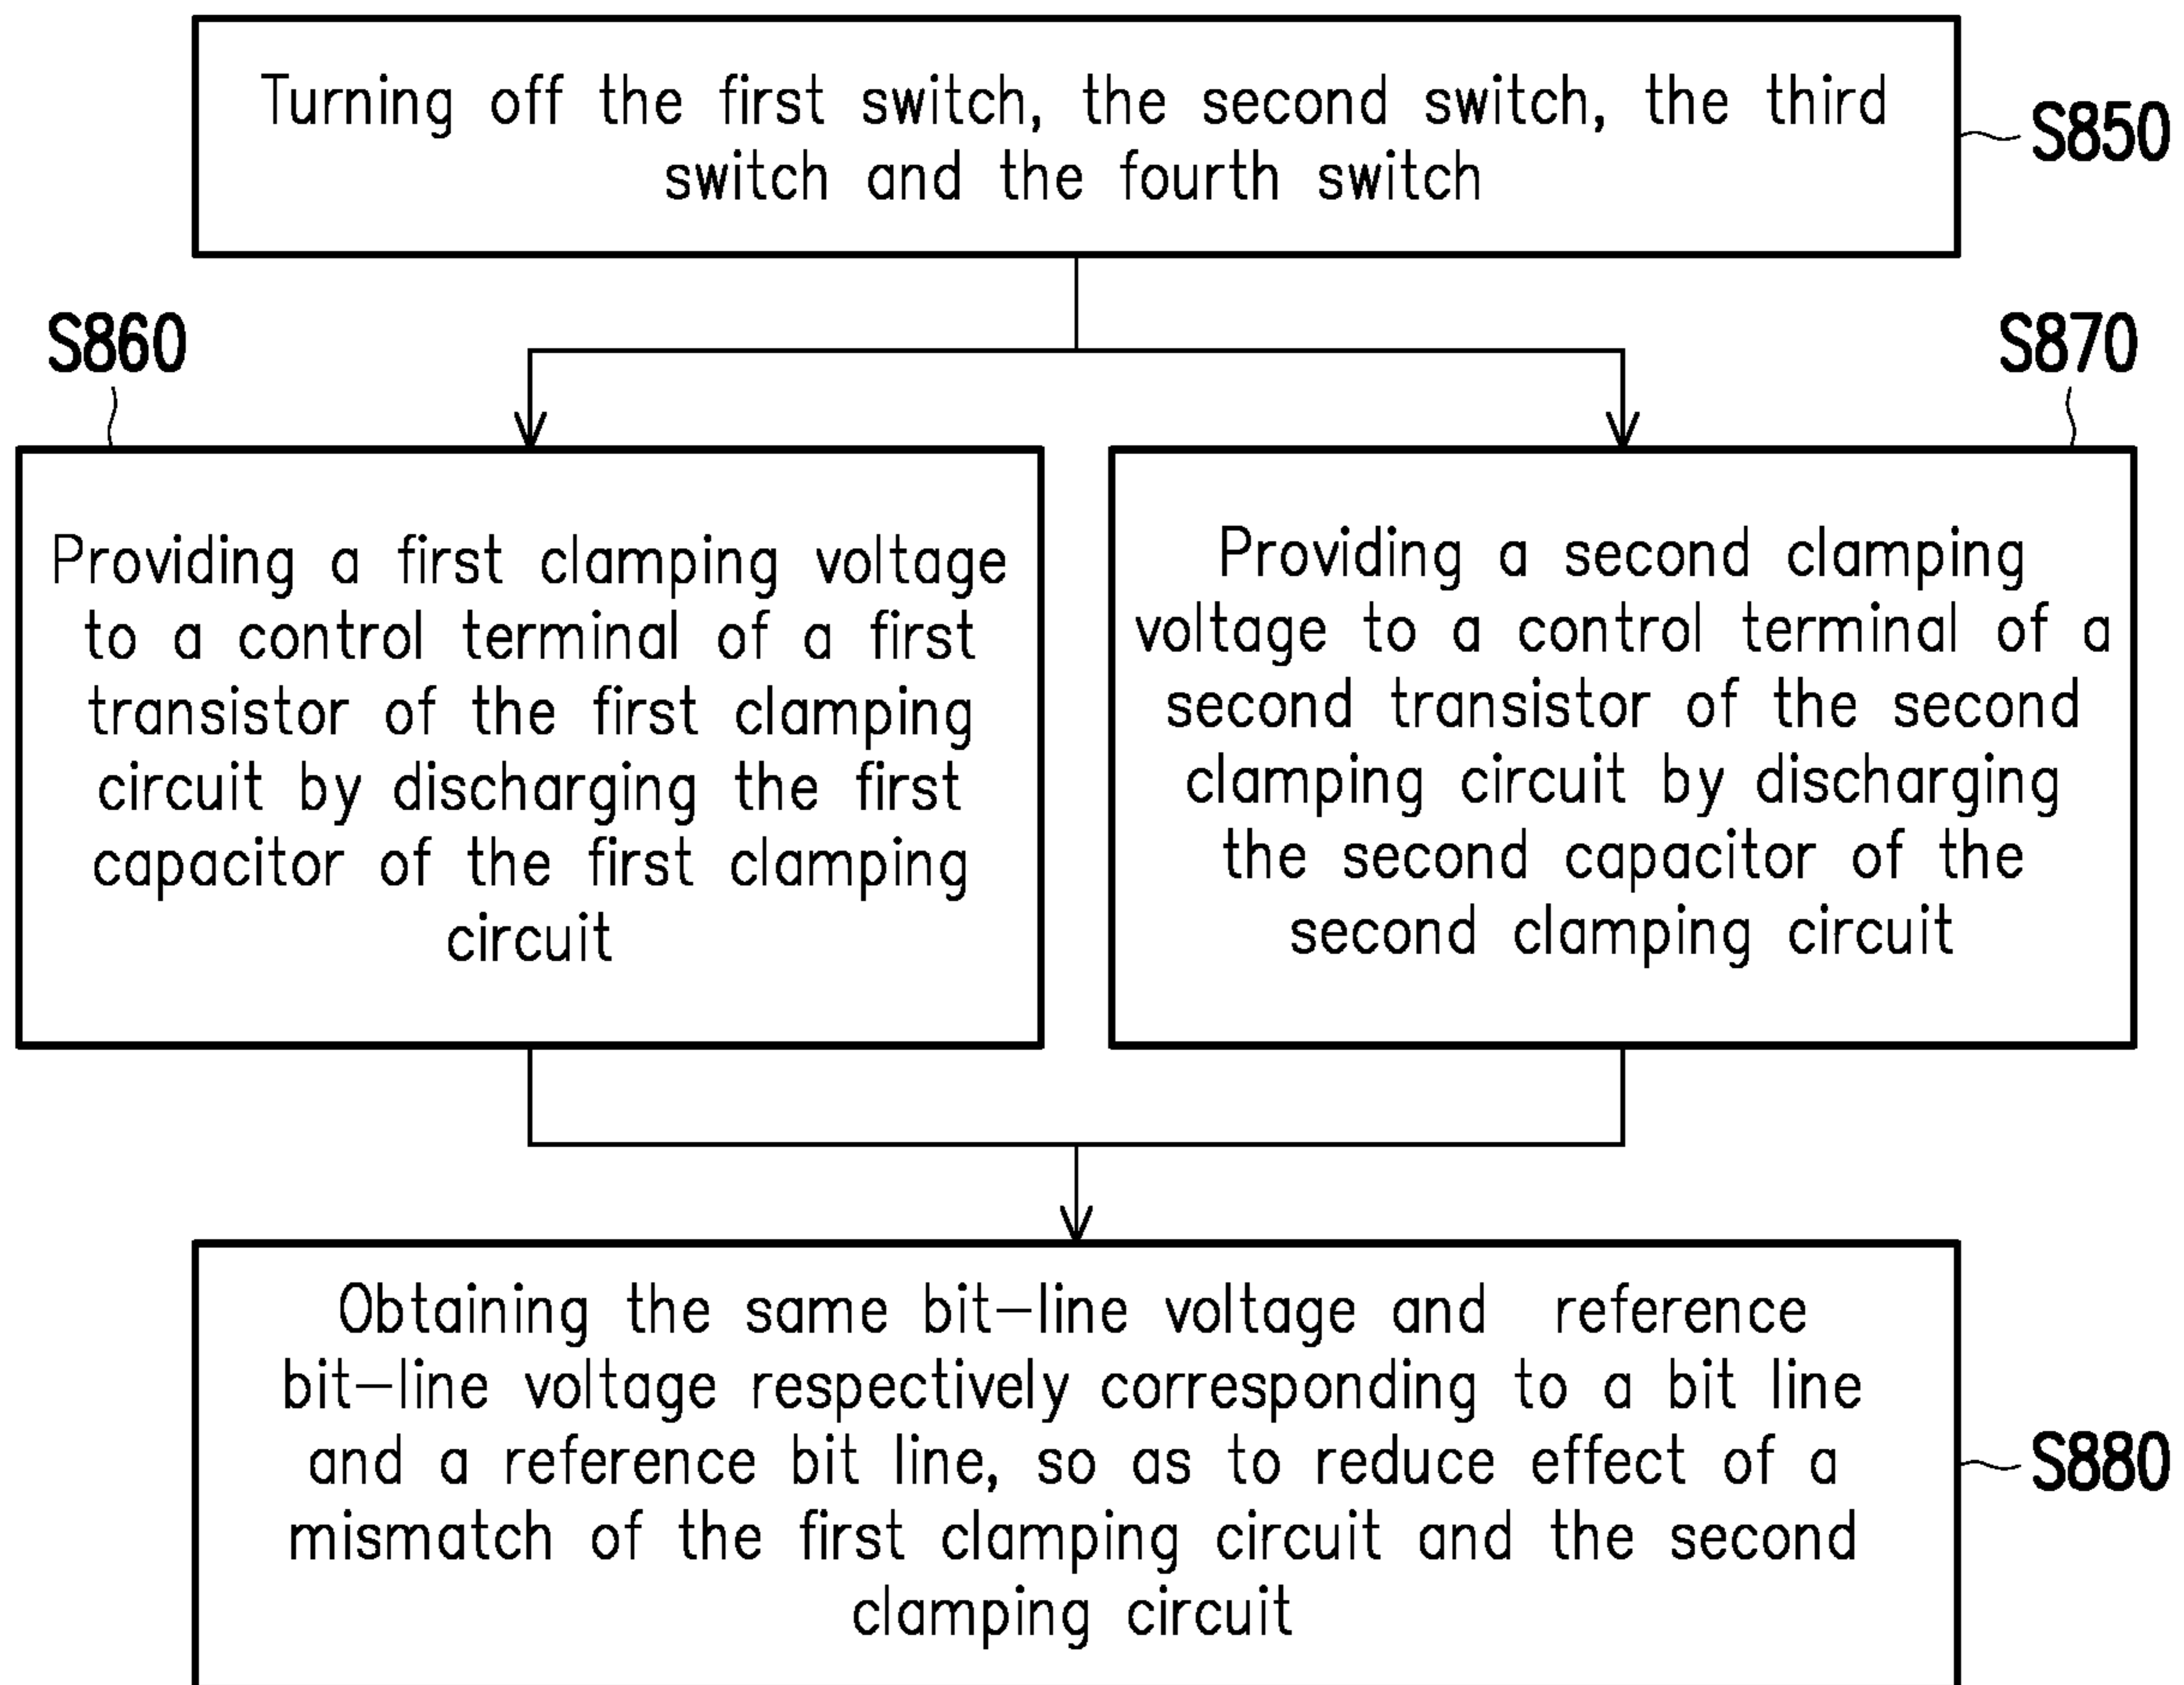 Turning off the first switch, the second switch, the third
switch and the fourth switch
S850
S860
Providing a first clamping voltage
to a control terminal of a first
transistor of the first clamping
circuit by discharging the first
capacitor of the first clamping
circuit
S870
Providing a second clamping
voltage to a control terminal of a
second transistor of the second
clamping circuit by discharging
the second capacitor of the
second clamping circuit
Obtaining the same bit-line voltage and reference
bit-line voltage respectively corresponding to a bit line
and a reference bit line, so as to reduce effect of a
mismatch of the first clamping circuit and the second
clamping circuit
S880